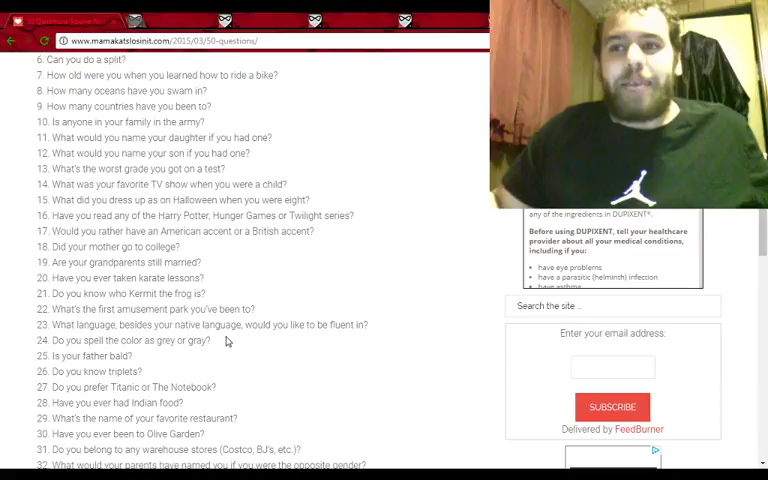 50 Questions You've N
www.mamakatslosinit.com/2015/03/50-questions/
6. Can you do a split?
7. How old were you when you learned how to ride a bike?
8. How many oceans have you swam in?
9. How many countries have you been to?
10. Is anyone in your family in the army?
11. What would you name your daughter if you had one?
12. What would you name your son if you had one?
13. What's the worst grade you got on a test?
14. What was your favorite TV show when you were a child?
15. What did you dress up as on Halloween when you were eight?
16. Have you read any of the Harry Potter, Hunger Games or Twilight series?
17. Would you rather have an American accent or a British accent?
18. Did your mother go to college?
19. Are your grandparents still married?
20. Have you ever taken karate lessons?
21. Do you know who Kermit the frog is?
22. What's the first amusement park you've been to?
23. What language, besides your native language, would you like to be fluent in?
24. Do you spell the color as grey or gray?
25. Is your father bald?
26. Do you know triplets?
27. Do you prefer Titanic or The Notebook?
28. Have you ever had Indian food?
29. What's the name of your favorite restaurant?
30. Have you ever been to Olive Garden?
31. Do you belong to any warehouse stores (Costco, BJ's, etc.)?
32. What would your parents have named you if you were the opposite gender?
any of the ingredients in DUPIXENT®.
Before using DUPIXENT, tell your healthcare
provider about all your medical conditions,
including if you:
• have eye problems
• have a parasitic (helminth) infection
• have asthma
Search the site ...
Enter your email address:
SUBSCRIBE
Delivered by FeedBurner